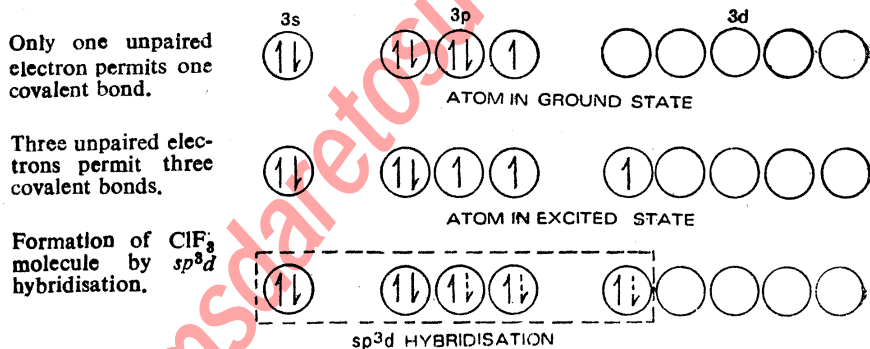 3s 3p 3d
Only one unpaired
electron permits one
covalent bond.
ATOM IN GROUND STATE
Three unpaired elec-
trons permit three
covalent bonds.
ATOM IN EXCITED STATE
Formation of ClF₃
molecule by sp³d
hybridisation.
sp³d HYBRIDISATION
msdaretosu